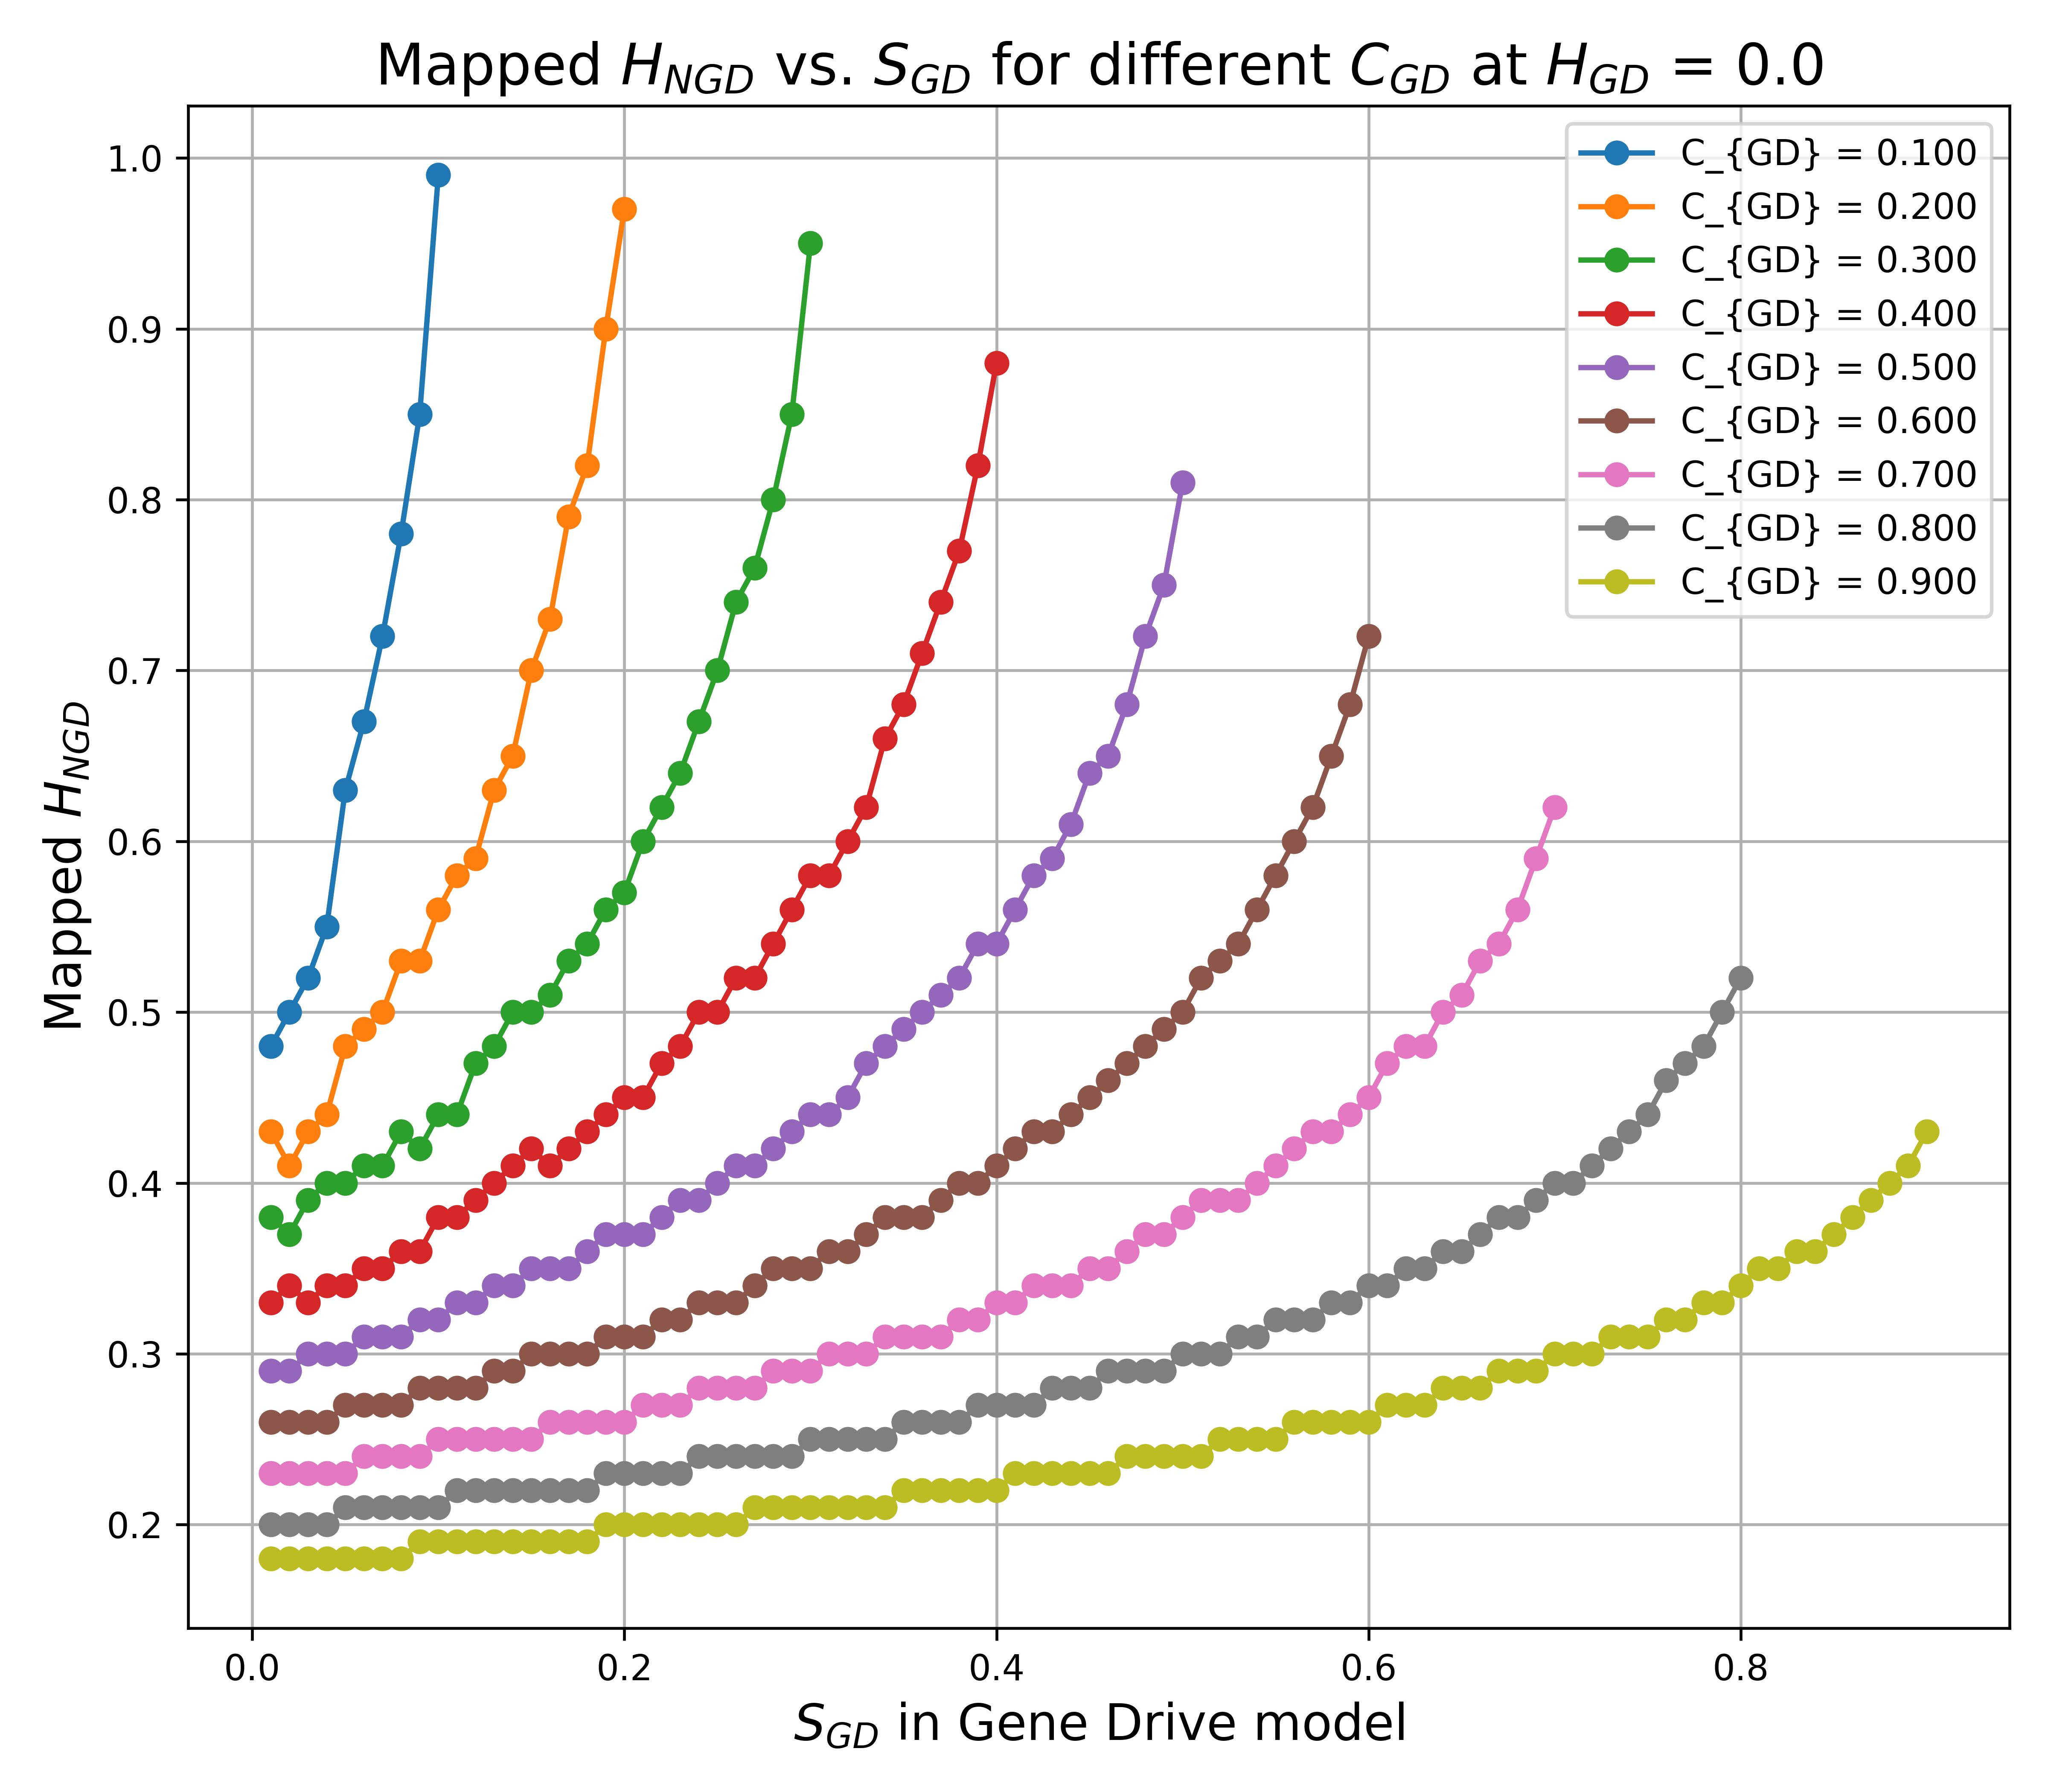 Mapped H_NGD vs. S_GD for different C_GD at H_GD = 0.0
C_{GD} = 0.100
C_{GD} = 0.200
C_{GD} = 0.300
C_{GD} = 0.400
C_{GD} = 0.500
C_{GD} = 0.600
C_{GD} = 0.700
C_{GD} = 0.800
C_{GD} = 0.900
Mapped H_NGD
1.0
0.9
0.8
0.7
0.6
0.5
0.4
0.3
0.2
0.0 0.2 0.4 0.6 0.8
S_GD in Gene Drive model